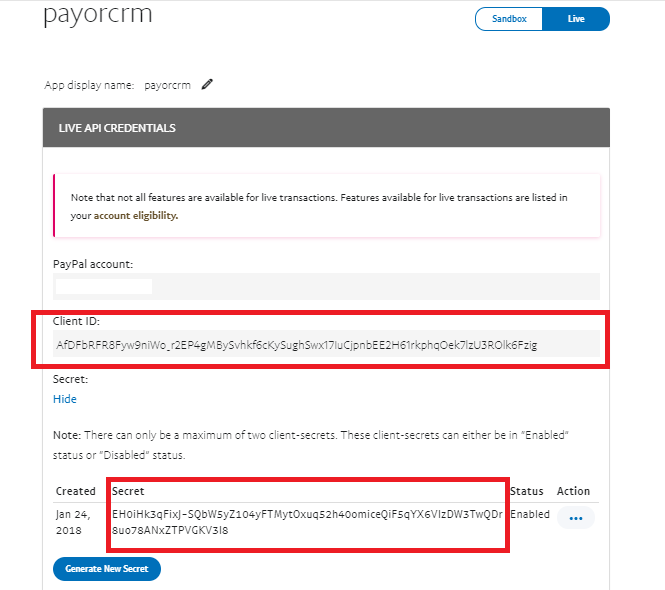 payorcrm
Sandbox Live
App display name: payorcrm
LIVE API CREDENTIALS
Note that not all features are available for live transactions. Features available for live transactions are listed in
your account eligibility.
PayPal account:
Client ID:
Secret:
Hide
Note: There can only be a maximum of two client-secrets. These client-secrets can either be in "Enabled"
status or "Disabled" status.
Created Secret Status Action
Jan 24, Enabled
2018
Generate New Secret